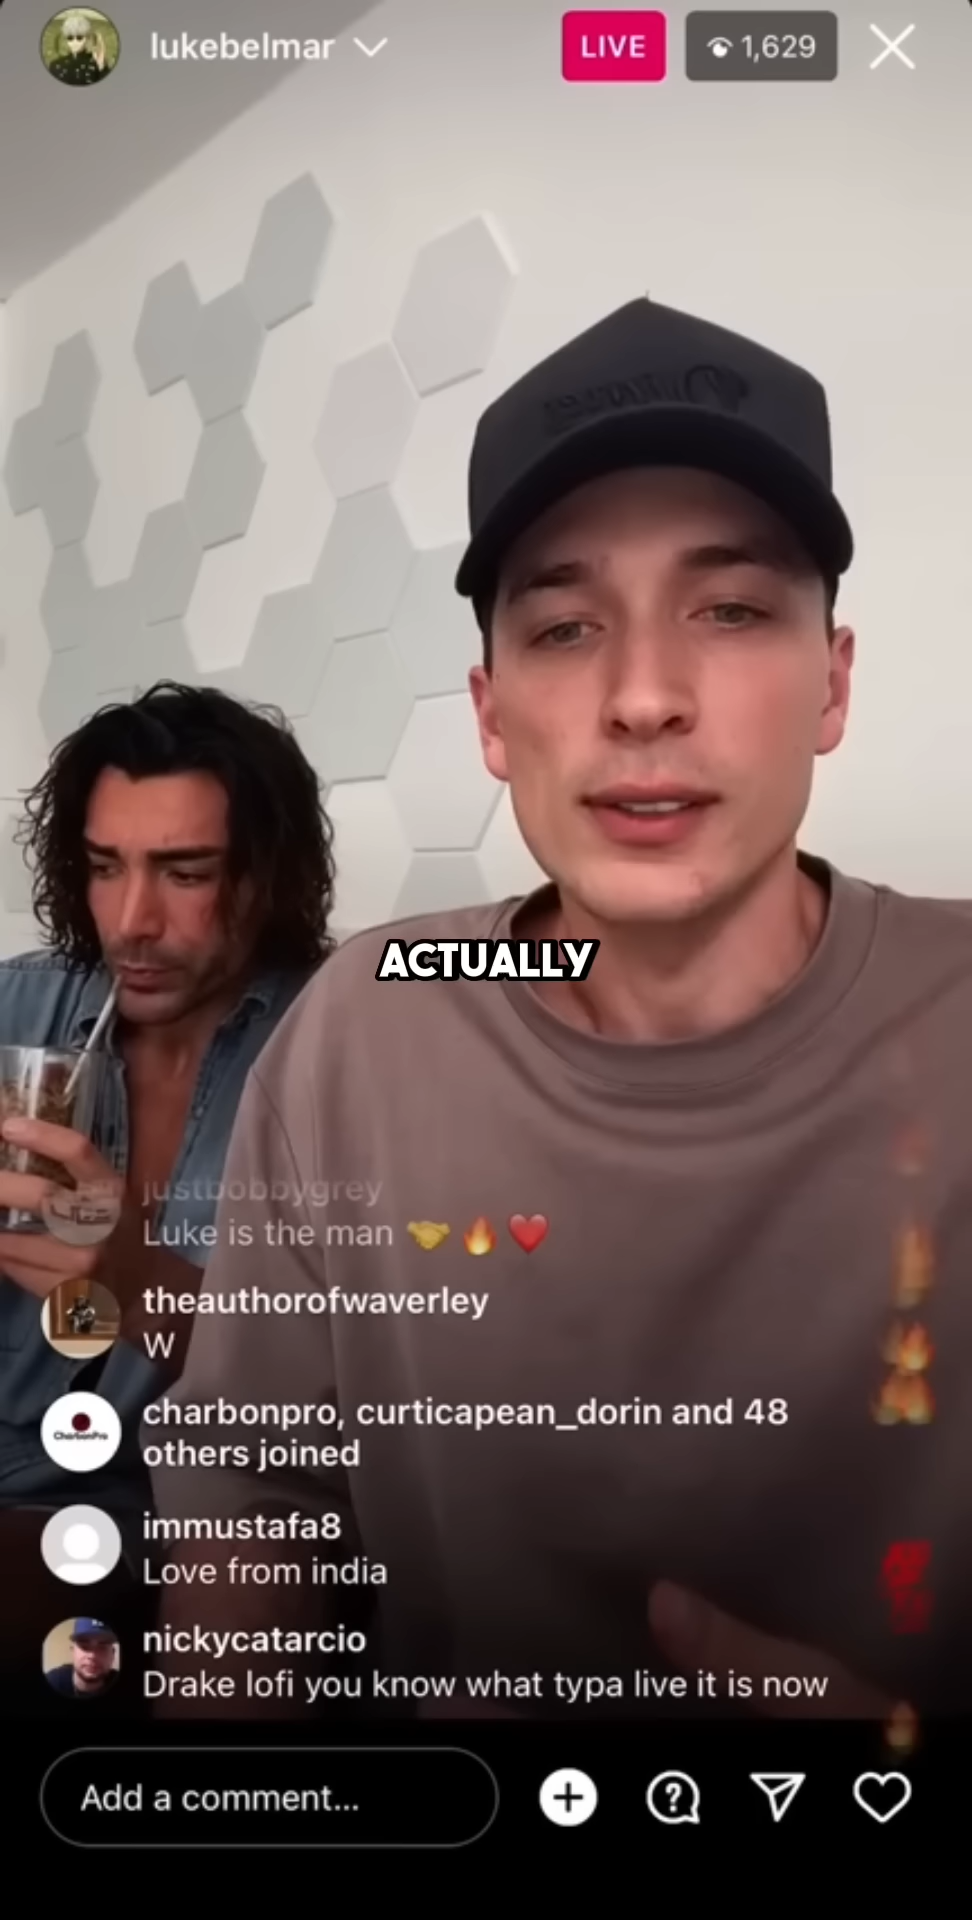 lukebelmar
LIVE
1,629
ACTUALLY
justbobbygrey
Luke is the man 🤝 🔥 ❤️
theauthorofwaverley
W
CharbonPro
charbonpro, curticapean_dorin and 48
others joined
immustafa8
Love from india
nickycatarcio
Drake lofi you know what typa live it is now
💯
Add a comment...